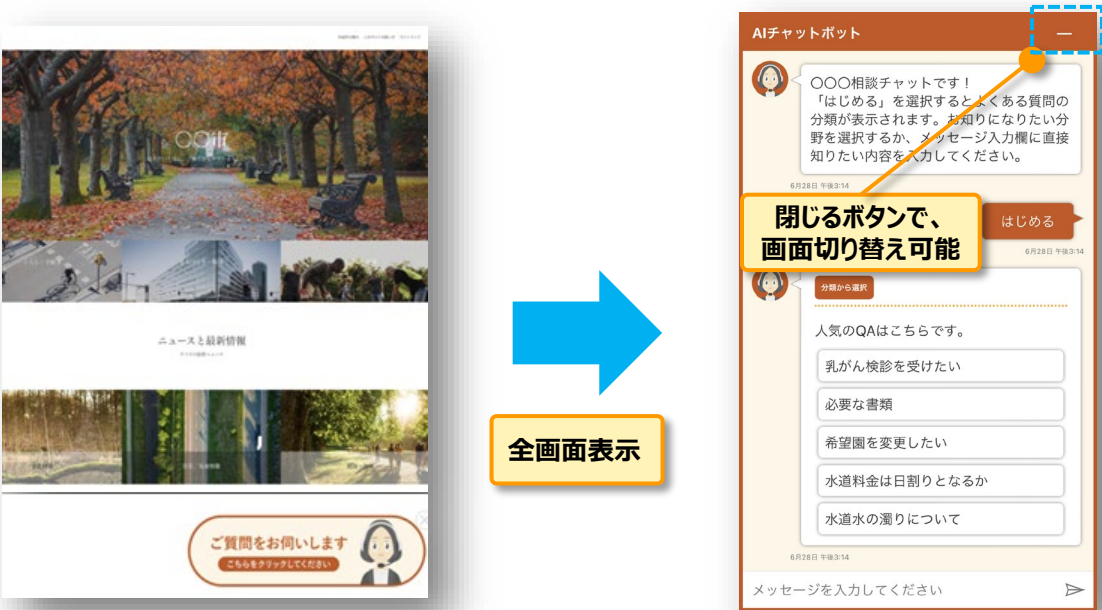 ニュースと最新情報
ご質問をお伺いします
こちらをクリックしてください
全画面表示
AIチャットボット
〇〇〇相談チャットです!
「はじめる」を選択するとよくある質問の
分類が表示されます。お知りになりたい分
野を選択するか、メッセージ入力欄に直接
知りたい内容を入力してください。
6月28日 午後3:14
閉じるボタンで、
画面切り替え可能
はじめる
6月28日 午後3:14
分類から選択
人気のQAはこちらです。
乳がん検診を受けたい
必要な書類
希望園を変更したい
水道料金は日割りとなるか
水道水の濁りについて
6月28日 午後3:14
メッセージを入力してください